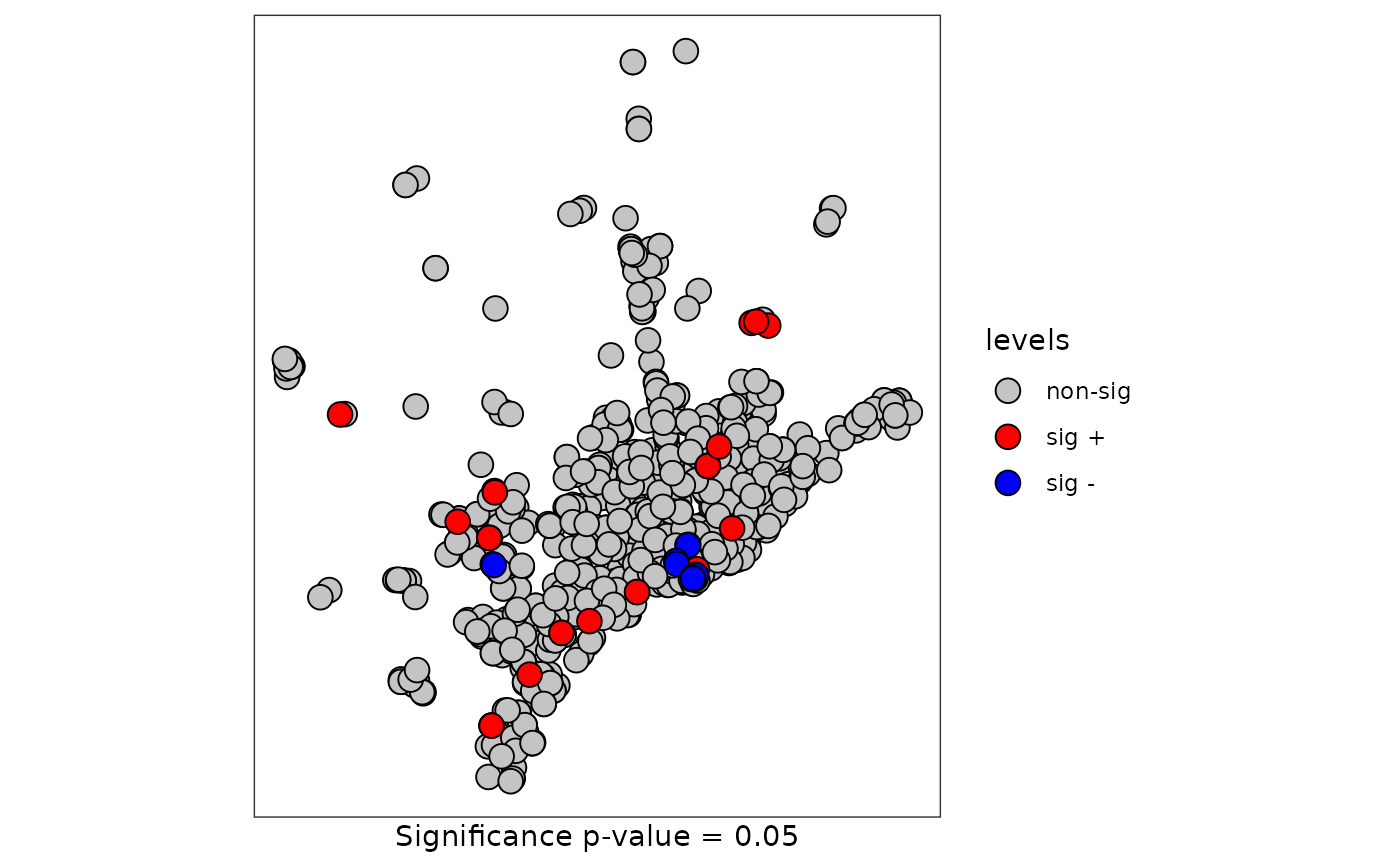 levels
non-sig
sig +
sig -
Significance p-value = 0.05